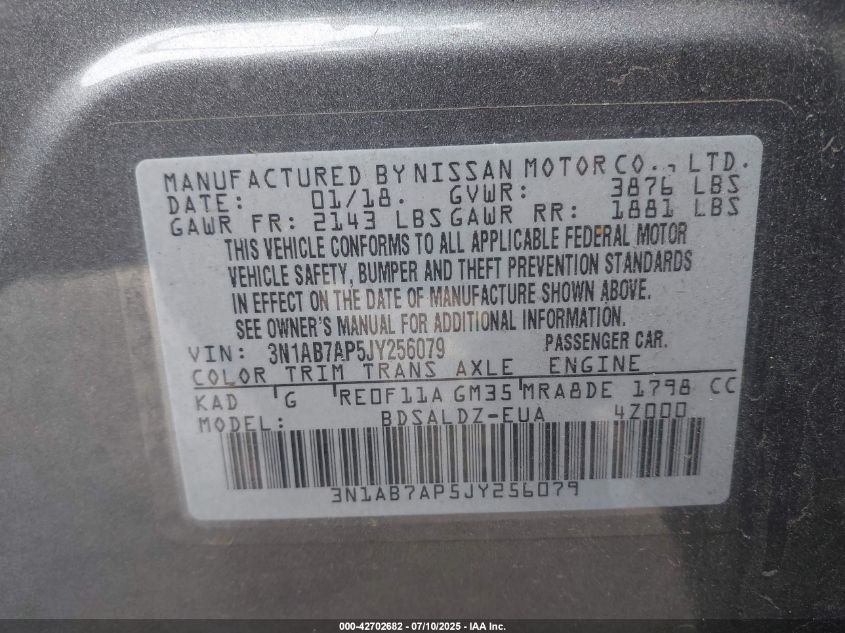 MANUFACTURED BY NISSAN MOTOR CO., LTD.
DATE: 01/18. GVWR: 3876 LBS
GAWR FR: 2143 LBS GAWR RR: 1881 LBS
THIS VEHICLE CONFORMS TO ALL APPLICABLE FEDERAL MOTOR
VEHICLE SAFETY, BUMPER AND THEFT PREVENTION STANDARDS
IN EFFECT ON THE DATE OF MANUFACTURE SHOWN ABOVE.
SEE OWNER'S MANUAL FOR ADDITIONAL INFORMATION.
VIN: 3N1AB7AP5JY256079 PASSENGER CAR.
COLOR TRIM TRANS AXLE ENGINE
KAD G RE0F11A GM35 MRA8DE 1798 CC
MODEL: BDSALDZ-EUA 4Z000
3N1AB7AP5JY256079
000-42702682 - 07/10/2025 - IAA Inc.